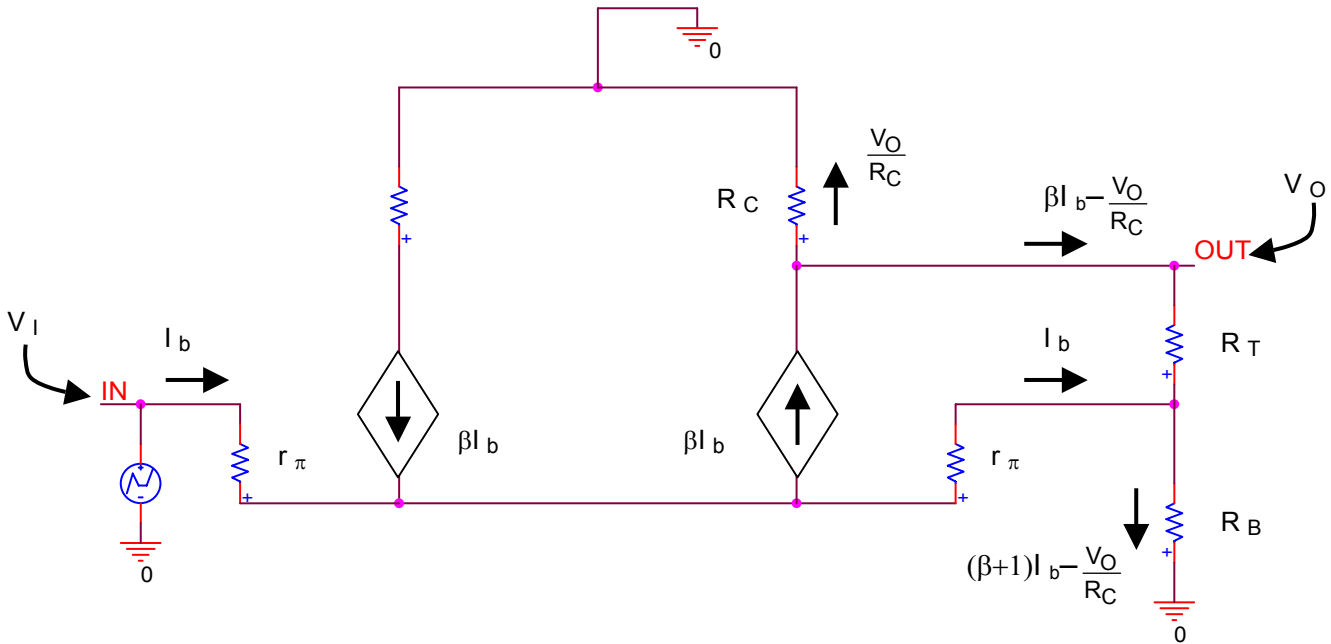 0
V_O
R_C
R C
βI b – V_O
R_C
V O
OUT
V I
I b
IN
I b
R T
βI b
βI b
r π
r π
R B
(β+1)I b – V_O
R_C
0
0
+
+
+
+
+
+
+
-